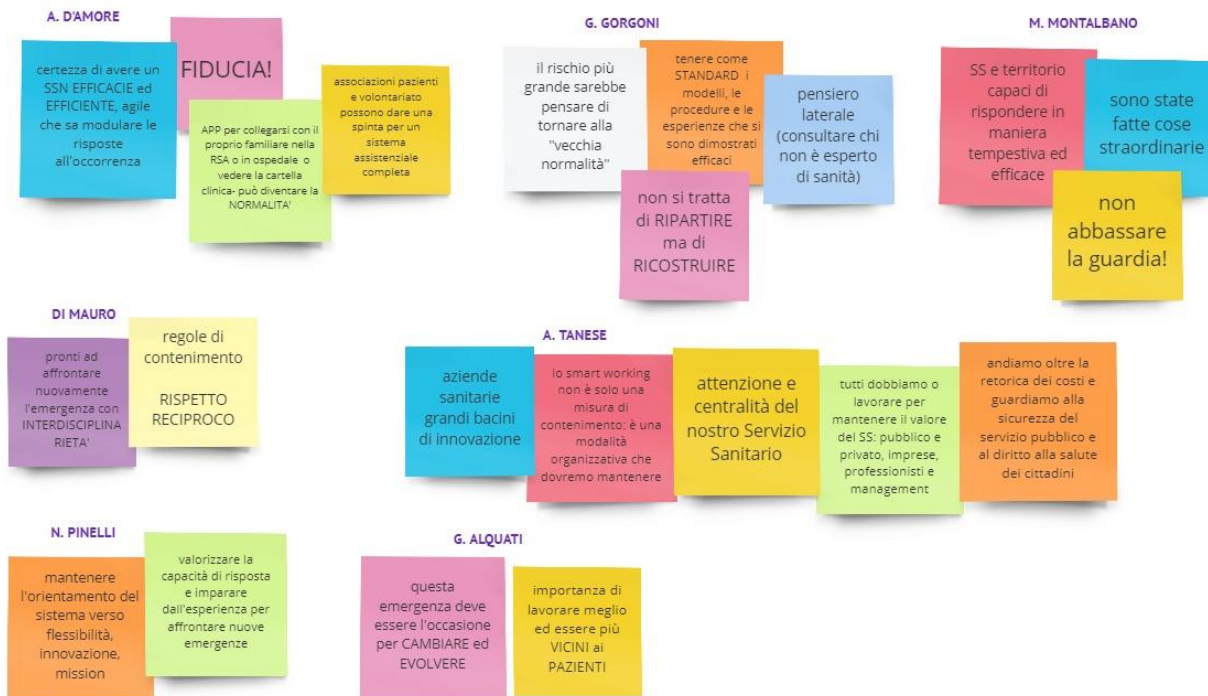 A. D'AMORE
certezza di avere un
SSN EFFICACIE ed
EFFICIENTE, agile
che sa modulare le
risposte
all'occorrenza
FIDUCIA!
APP per collegarsi con il
proprio familiare nella
RSA o in ospedale o
vedere la cartella
clinica- può diventare la
NORMALITA'
associazioni pazienti
e volontariato
possono dare una
spinta per un
sistema
assistenziale
completa
G. GORGONI
il rischio più
grande sarebbe
pensare di
tornare alla
"vecchia
normalità"
tenere come
STANDARD i
modelli, le
procedure e le
esperienze che si
sono dimostrati
efficaci
non si tratta
di RIPARTIRE
ma di
RICOSTRUIRE
pensiero
laterale
(consultare chi
non è esperto
di sanità)
M. MONTALBANO
SS e territorio
capaci di
rispondere in
maniera
tempestiva ed
efficace
sono state
fatte cose
straordinarie
non
abbassare
la guardia!
DI MAURO
pronti ad
affrontare
nuovamente
l'emergenza con
INTERDISCIPLINA
RIETA'
regole di
contenimento
RISPETTO
RECIPROCO
A. TANESE
aziende
sanitarie
grandi bacini
di innovazione
lo smart working
non è solo una
misura di
contenimento: è una
modalità
organizzativa che
dovremo mantenere
attenzione e
centralità del
nostro Servizio
Sanitario
tutti dobbiamo o
lavorare per
mantenere il valore
del SS: pubblico e
privato, imprese,
professionisti e
management
andiamo oltre la
retorica dei costi e
guardiamo alla
sicurezza del
servizio pubblico e
al diritto alla salute
dei cittadini
N. PINELLI
mantenere
l'orientamento del
sistema verso
flessibilità,
innovazione,
mission
valorizzare la
capacità di risposta
e imparare
dall'esperienza per
affrontare nuove
emergenze
G. ALQUATI
questa
emergenza deve
essere l'occasione
per CAMBIARE ed
EVOLVERE
importanza di
lavorare meglio
ed essere più
VICINI ai
PAZIENTI